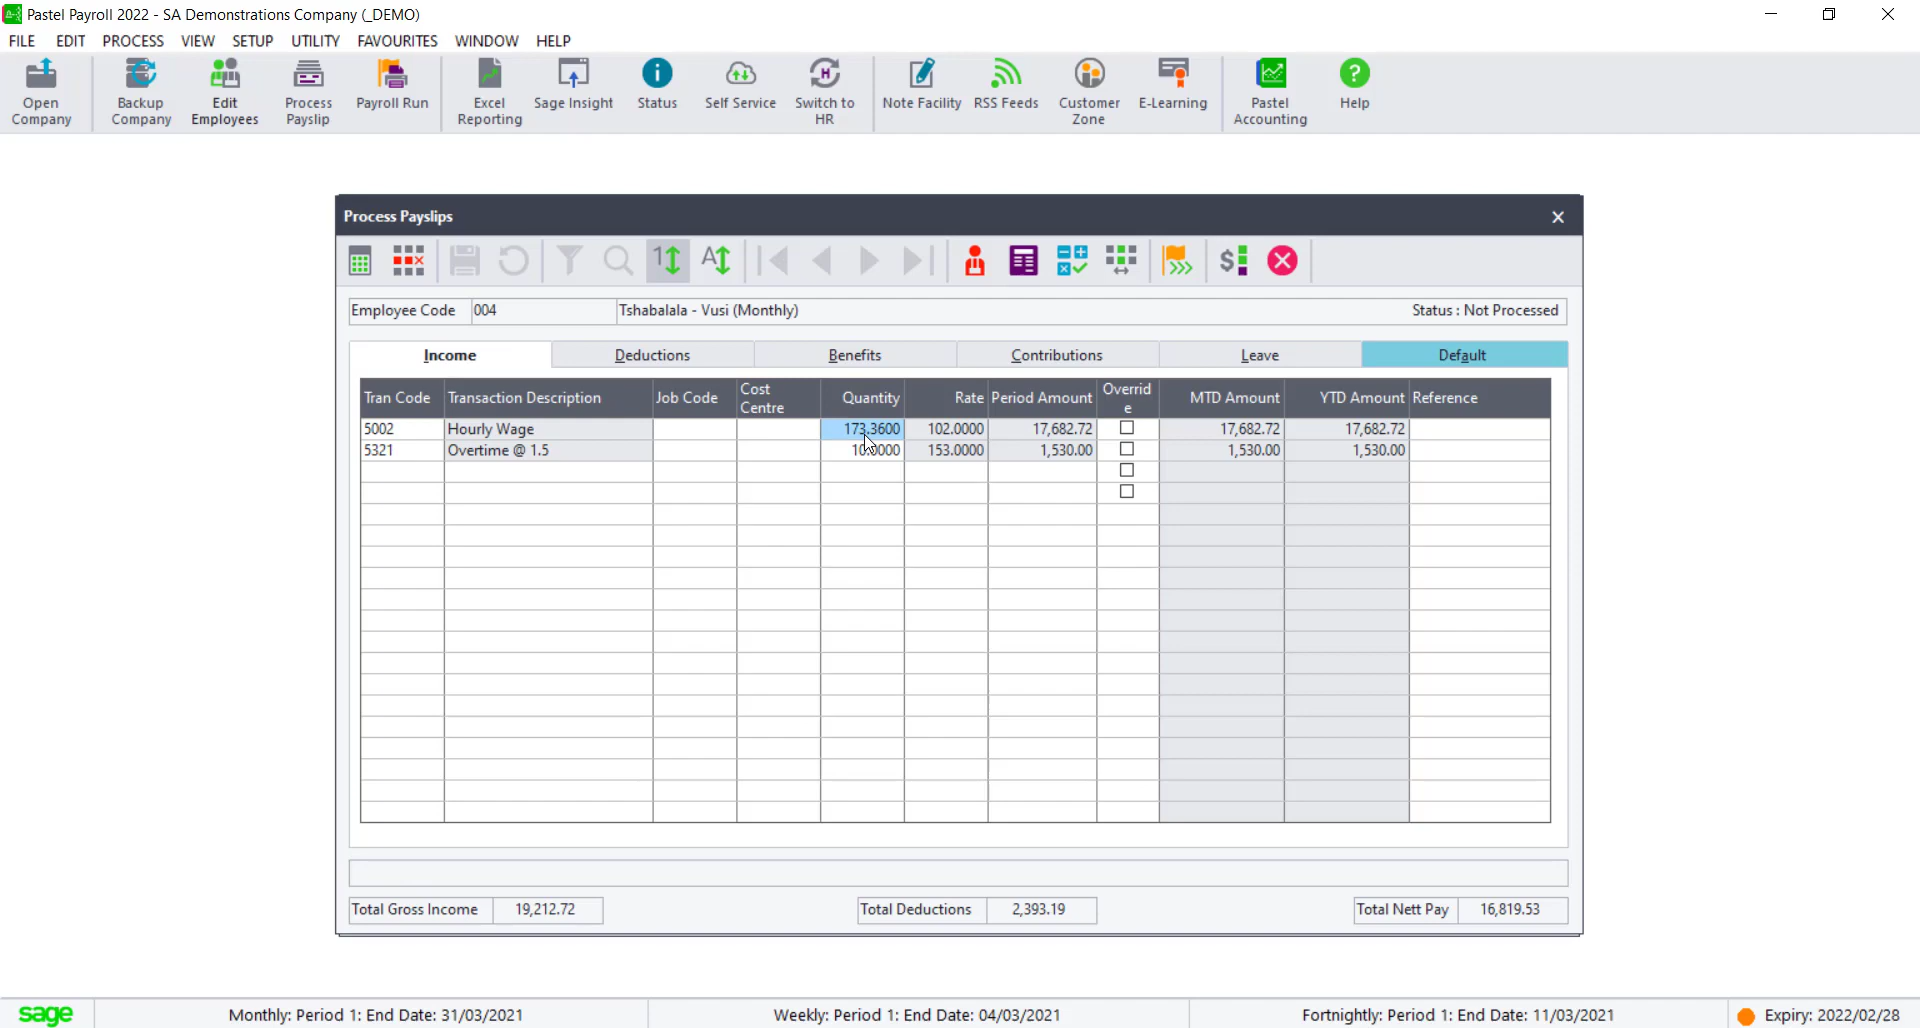 Pastel Payroll 2022 - SA Demonstrations Company (_DEMO)
FILE EDIT PROCESS VIEW SETUP UTILITY FAVOURITES WINDOW HELP
Open Company
Backup Company
Edit Employees
Process Payslip
Payroll Run
Excel Reporting
Sage Insight
Status
Self Service
Switch to HR
Note Facility
RSS Feeds
Customer Zone
E-Learning
Pastel Accounting
Help
Process Payslips
Employee Code 004 Tshabalala - Vusi (Monthly) Status : Not Processed
Income Deductions Benefits Contributions Leave Default
Tran Code Transaction Description Job Code Cost Centre Quantity Rate Period Amount Override MTD Amount YTD Amount Reference
5002 Hourly Wage 173.3600 102.0000 17,682.72 17,682.72 17,682.72
5321 Overtime @ 1.5 10.0000 153.0000 1,530.00 1,530.00 1,530.00
Total Gross Income 19,212.72 Total Deductions 2,393.19 Total Nett Pay 16,819.53
sage Monthly: Period 1: End Date: 31/03/2021 Weekly: Period 1: End Date: 04/03/2021 Fortnightly: Period 1: End Date: 11/03/2021 Expiry: 2022/02/28